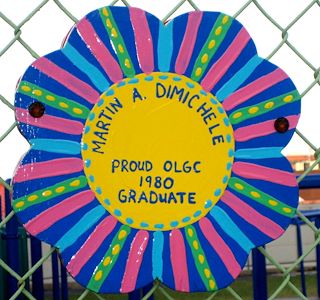 MARTIN A. DIMICHELE
PROUD OLGC
1980
GRADUATE